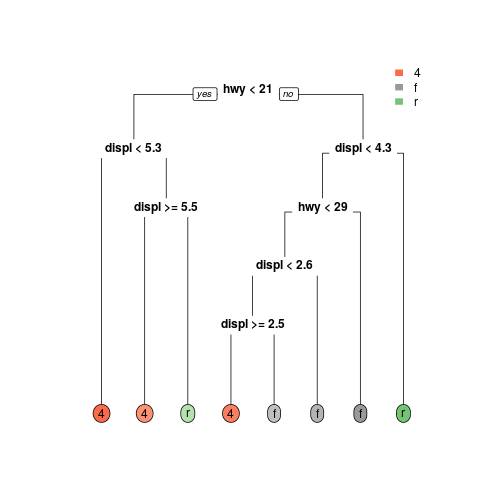 4
f
r
yes hwy < 21 no
displ < 5.3 displ < 4.3
displ >= 5.5 hwy < 29
displ < 2.6
displ >= 2.5
4 4 r 4 f f f r